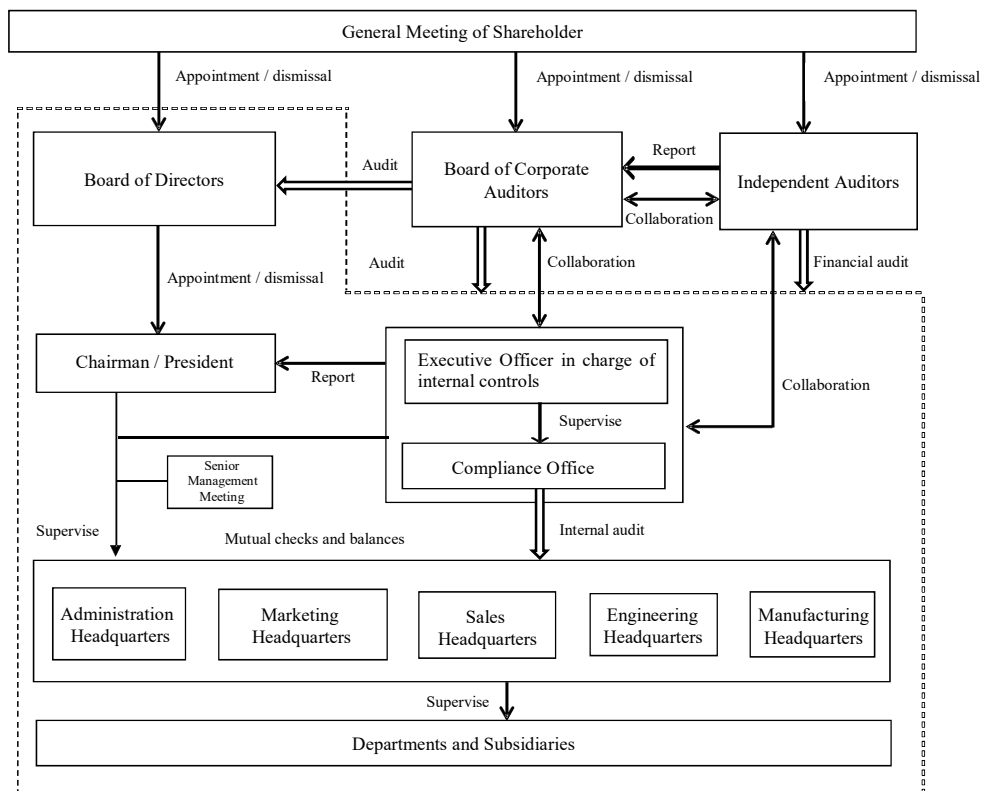 General Meeting of Shareholder
Appointment / dismissal
Appointment / dismissal
Appointment / dismissal
Board of Directors
Audit
Board of Corporate
Auditors
Report
Collaboration
Independent Auditors
Appointment / dismissal
Audit
Collaboration
Financial audit
Chairman / President
Report
Executive Officer in charge of
internal controls
Collaboration
Supervise
Compliance Office
Senior
Management
Meeting
Supervise
Mutual checks and balances
Internal audit
Administration
Headquarters
Marketing
Headquarters
Sales
Headquarters
Engineering
Headquarters
Manufacturing
Headquarters
Supervise
Departments and Subsidiaries